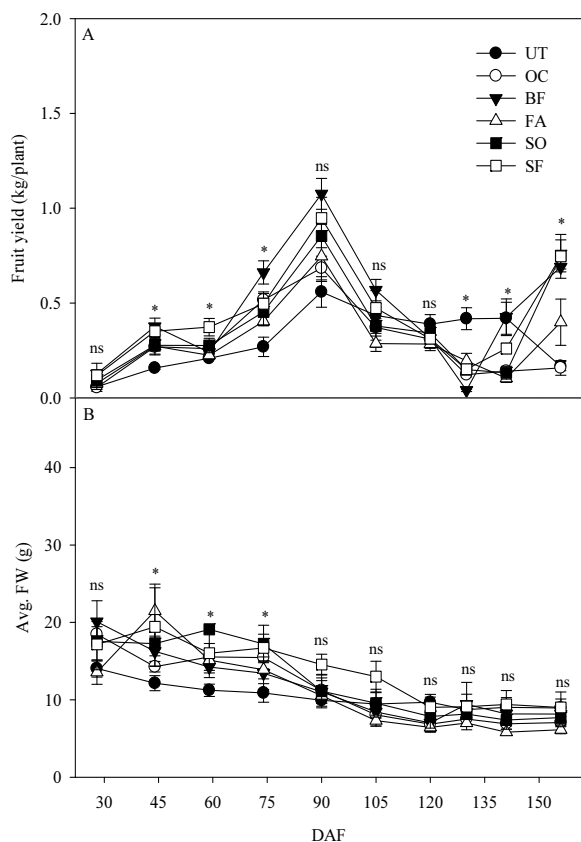 2.0
A
UT
OC
BF
FA
SO
SF
1.5
1.0
0.5
0.0
Fruit yield (kg/plant)
ns
*
*
*
ns
ns
ns
*
*
*
B
40
30
20
10
0
Avg. FW (g)
ns
*
*
*
ns
ns
ns
ns
ns
ns
30 45 60 75 90 105 120 135 150
DAF